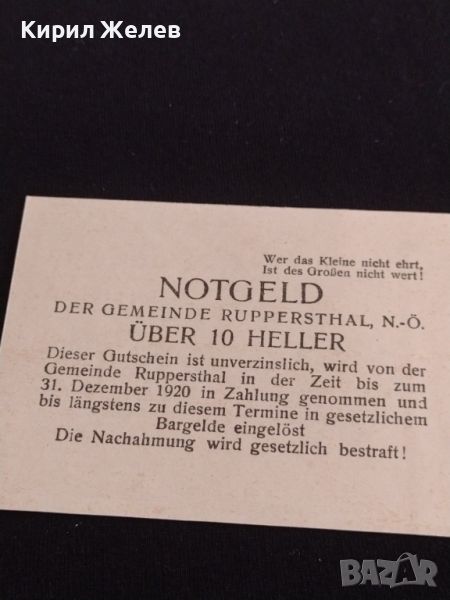 Кирил Желев
Wer das Kleine nicht ehrt,
Ist des Großen nicht wert!
NOTGELD
DER GEMEINDE RUPPERSTHAL, N.-Ö.
ÜBER 10 HELLER
Dieser Gutschein ist unverzinslich, wird von der
Gemeinde Ruppersthal in der Zeit bis zum
31. Dezember 1920 in Zahlung genommen und
bis längstens zu diesem Termine in gesetzlichem
Bargelde eingelöst
Die Nachahmung wird gesetzlich bestraft!
BAZAR